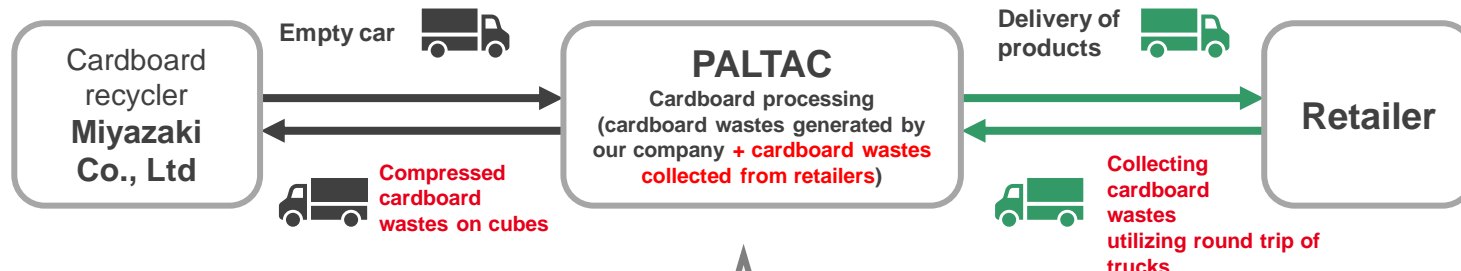 Cardboard
recycler
Miyazaki
Co., Ltd
Empty car
Compressed
cardboard
wastes on cubes
PALTAC
Cardboard processing
(cardboard wastes generated by
our company + cardboard wastes
collected from retailers)
Delivery of
products
Collecting
cardboard
wastes
utilizing round trip of
trucks
Retailer